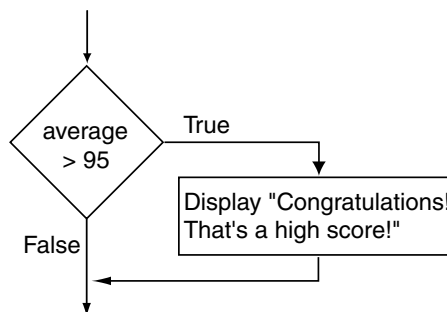 average
> 95
True
Display "Congratulations!
That's a high score!"
False